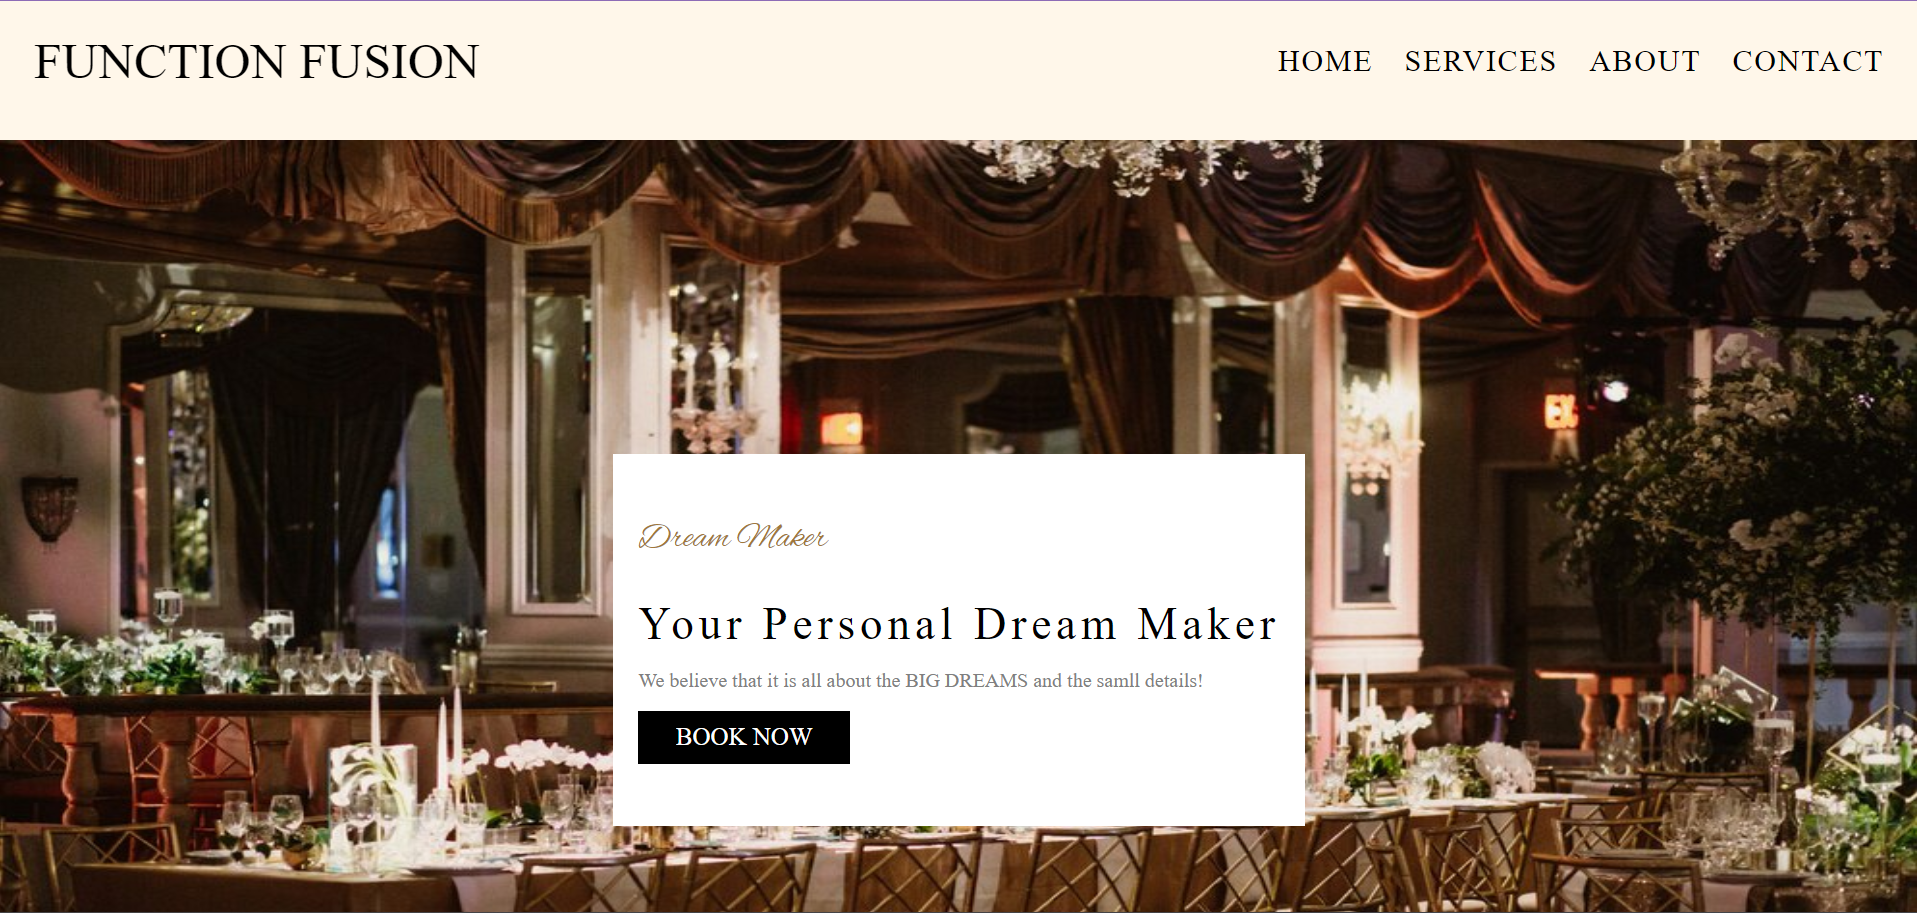 FUNCTION FUSION
HOME SERVICES ABOUT CONTACT
EX
Dream Maker
Your Personal Dream Maker
We believe that it is all about the BIG DREAMS and the samll details!
BOOK NOW